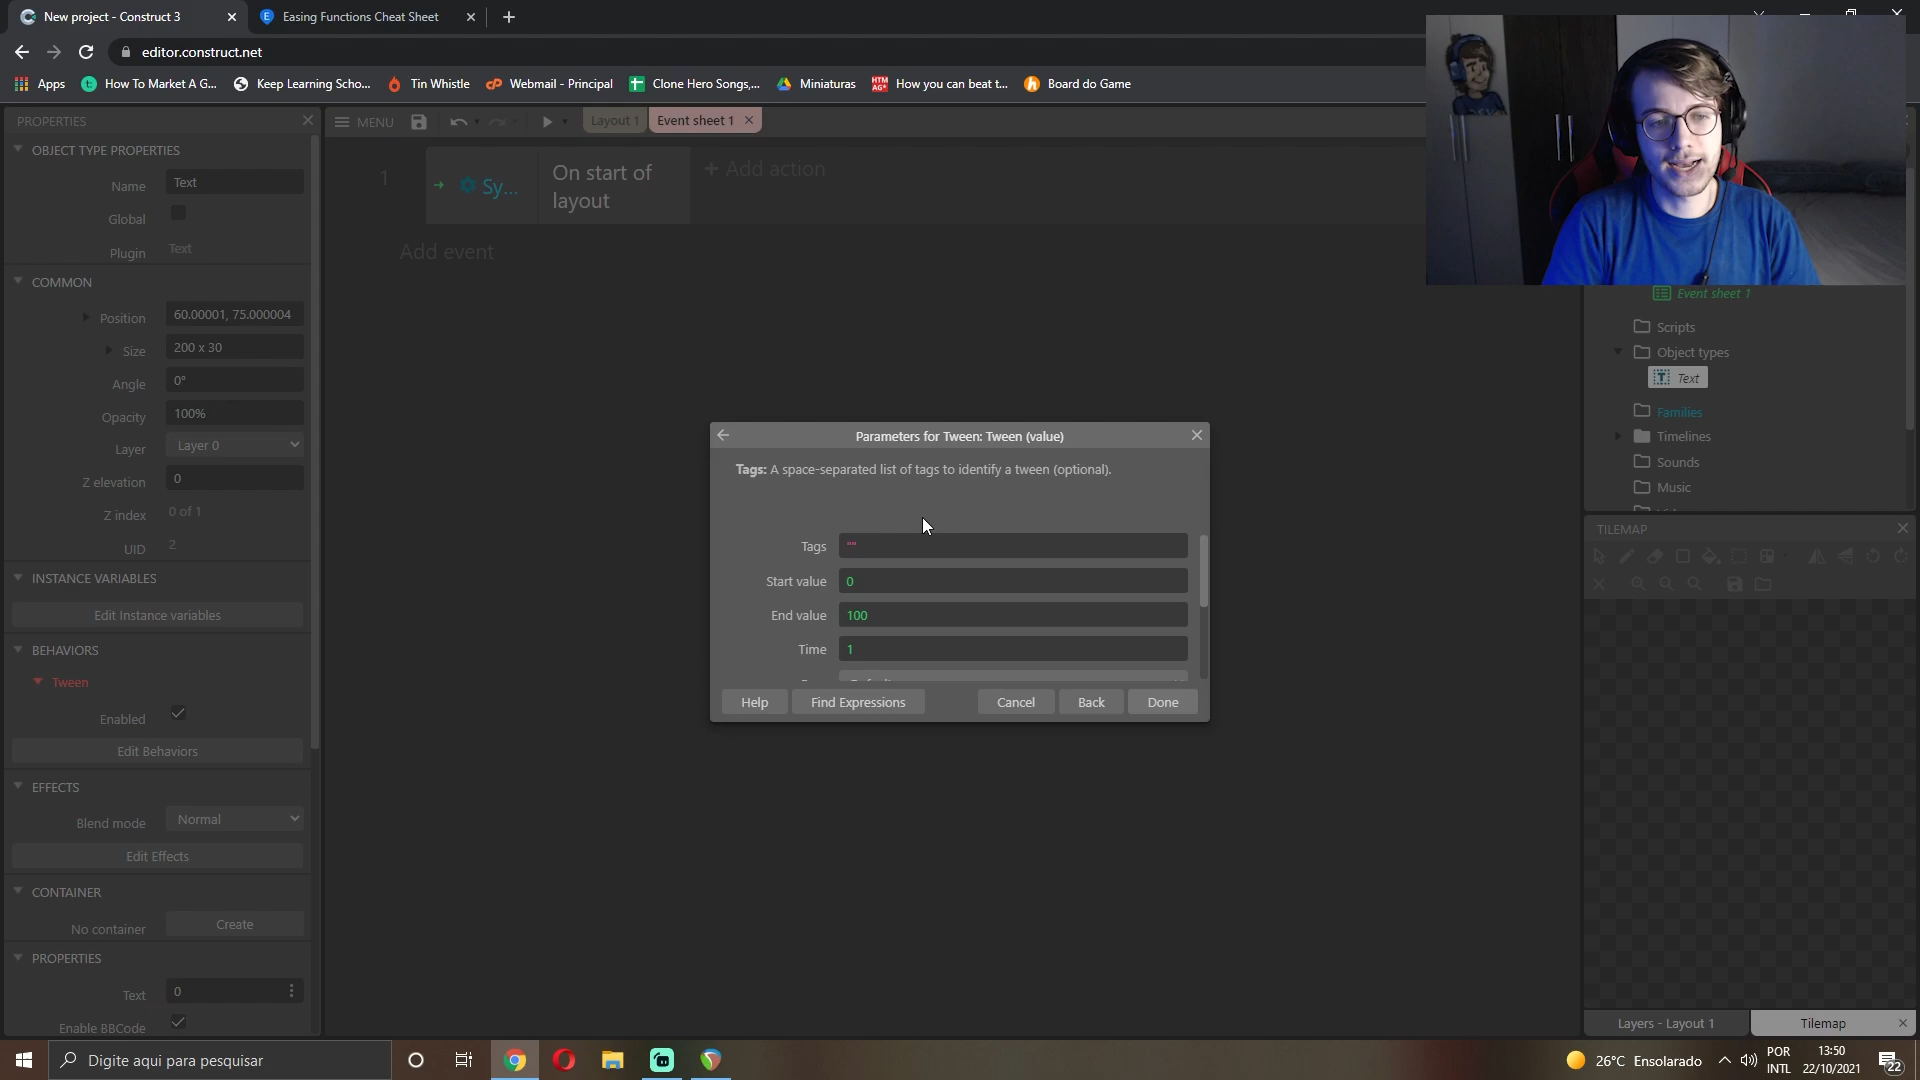 New project - Construct 3
Easing Functions Cheat Sheet
editor.construct.net
Apps
How To Market A G...
Keep Learning Scho...
Tin Whistle
Webmail - Principal
Clone Hero Songs,...
Miniaturas
How you can beat t...
Board do Game
PROPERTIES
MENU
Layout 1
Event sheet 1
OBJECT TYPE PROPERTIES
Name Text
Global
Plugin Text
COMMON
Position 60.00001, 75.000004
Size 200 x 30
Angle 0°
Opacity 100%
Layer Layer 0
Z elevation 0
Z index 0 of 1
UID 2
INSTANCE VARIABLES
Edit Instance variables
BEHAVIORS
Tween
Enabled
Edit Behaviors
EFFECTS
Blend mode Normal
Edit Effects
CONTAINER
No container Create
PROPERTIES
Text 0
Enable BBCode
1
Sy...
On start of
layout
+ Add action
Add event
Parameters for Tween: Tween (value)
Tags: A space-separated list of tags to identify a tween (optional).
Tags ""
Start value 0
End value 100
Time 1
Help
Find Expressions
Cancel
Back
Done
Event sheet 1
Scripts
Object types
Text
Families
Timelines
Sounds
Music
TILEMAP
Layers - Layout 1
Tilemap
Digite aqui para pesquisar
26°C Ensolarado
POR
INTL
13:50
22/10/2021
22